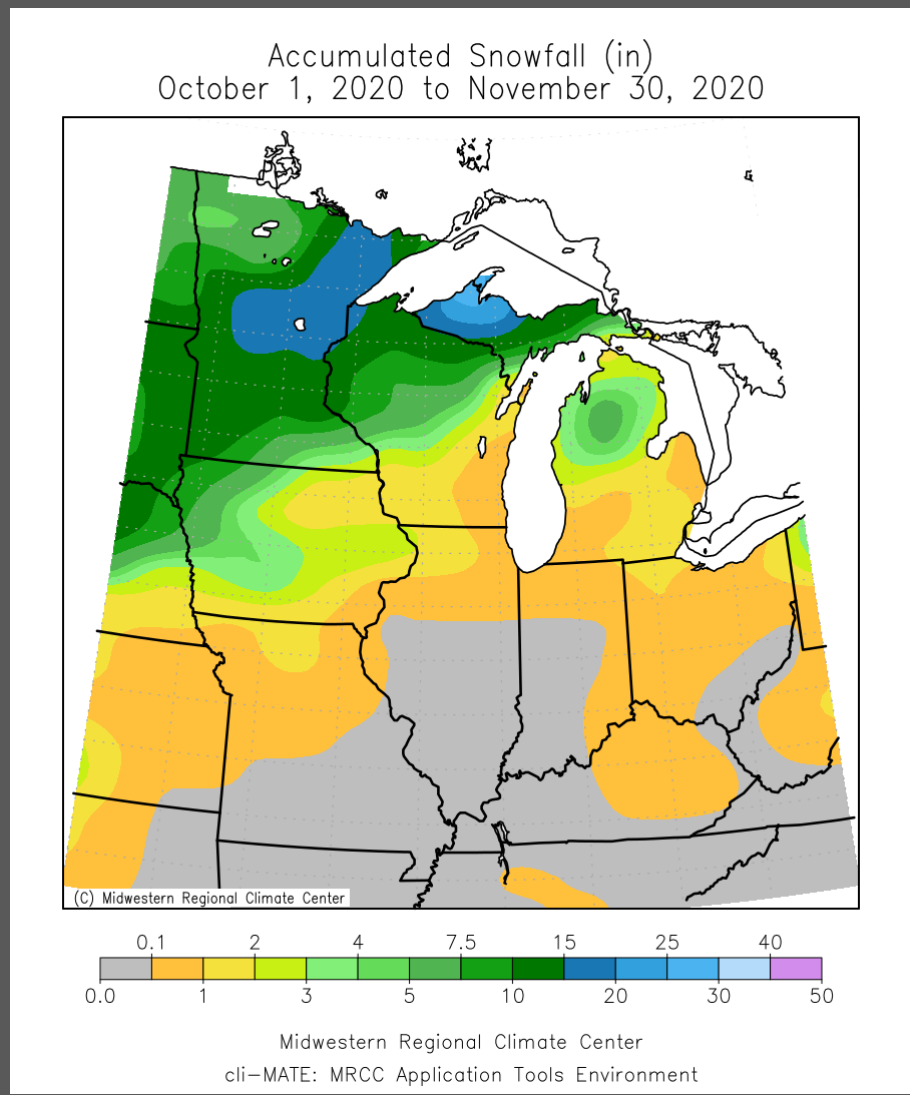 Accumulated Snowfall (in)
October 1, 2020 to November 30, 2020
(C) Midwestern Regional Climate Center
0.1 2 4 7.5 15 25 40
0.0 1 3 5 10 20 30 50
Midwestern Regional Climate Center
cli-MATE: MRCC Application Tools Environment